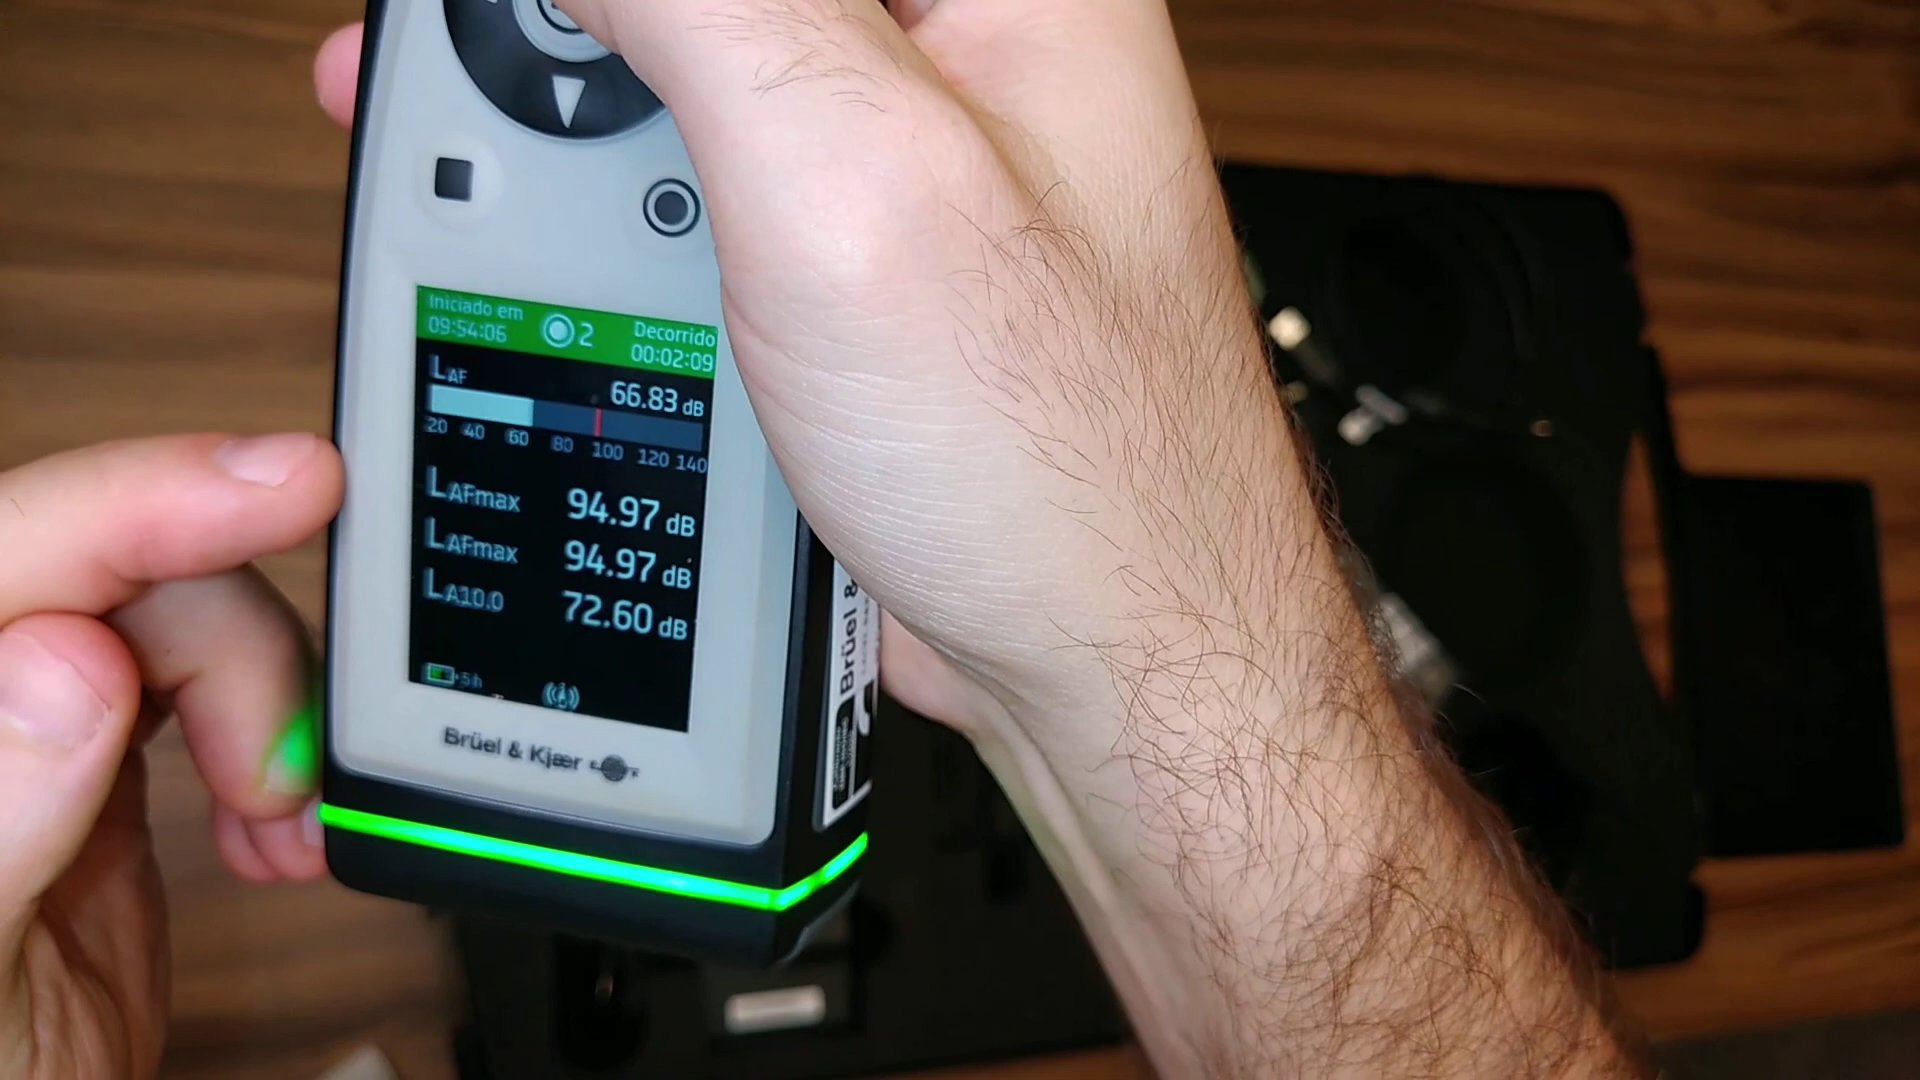 Iniciado em
09:54:06
2
Decorrido
00:02:09
LAF
66.83 dB
20 40 60 80 100 120 140
LAFmax 94.97 dB
LAFmax 94.97 dB
LA10.0 72.60 dB
5h
Brüel & Kjær
Brüel &